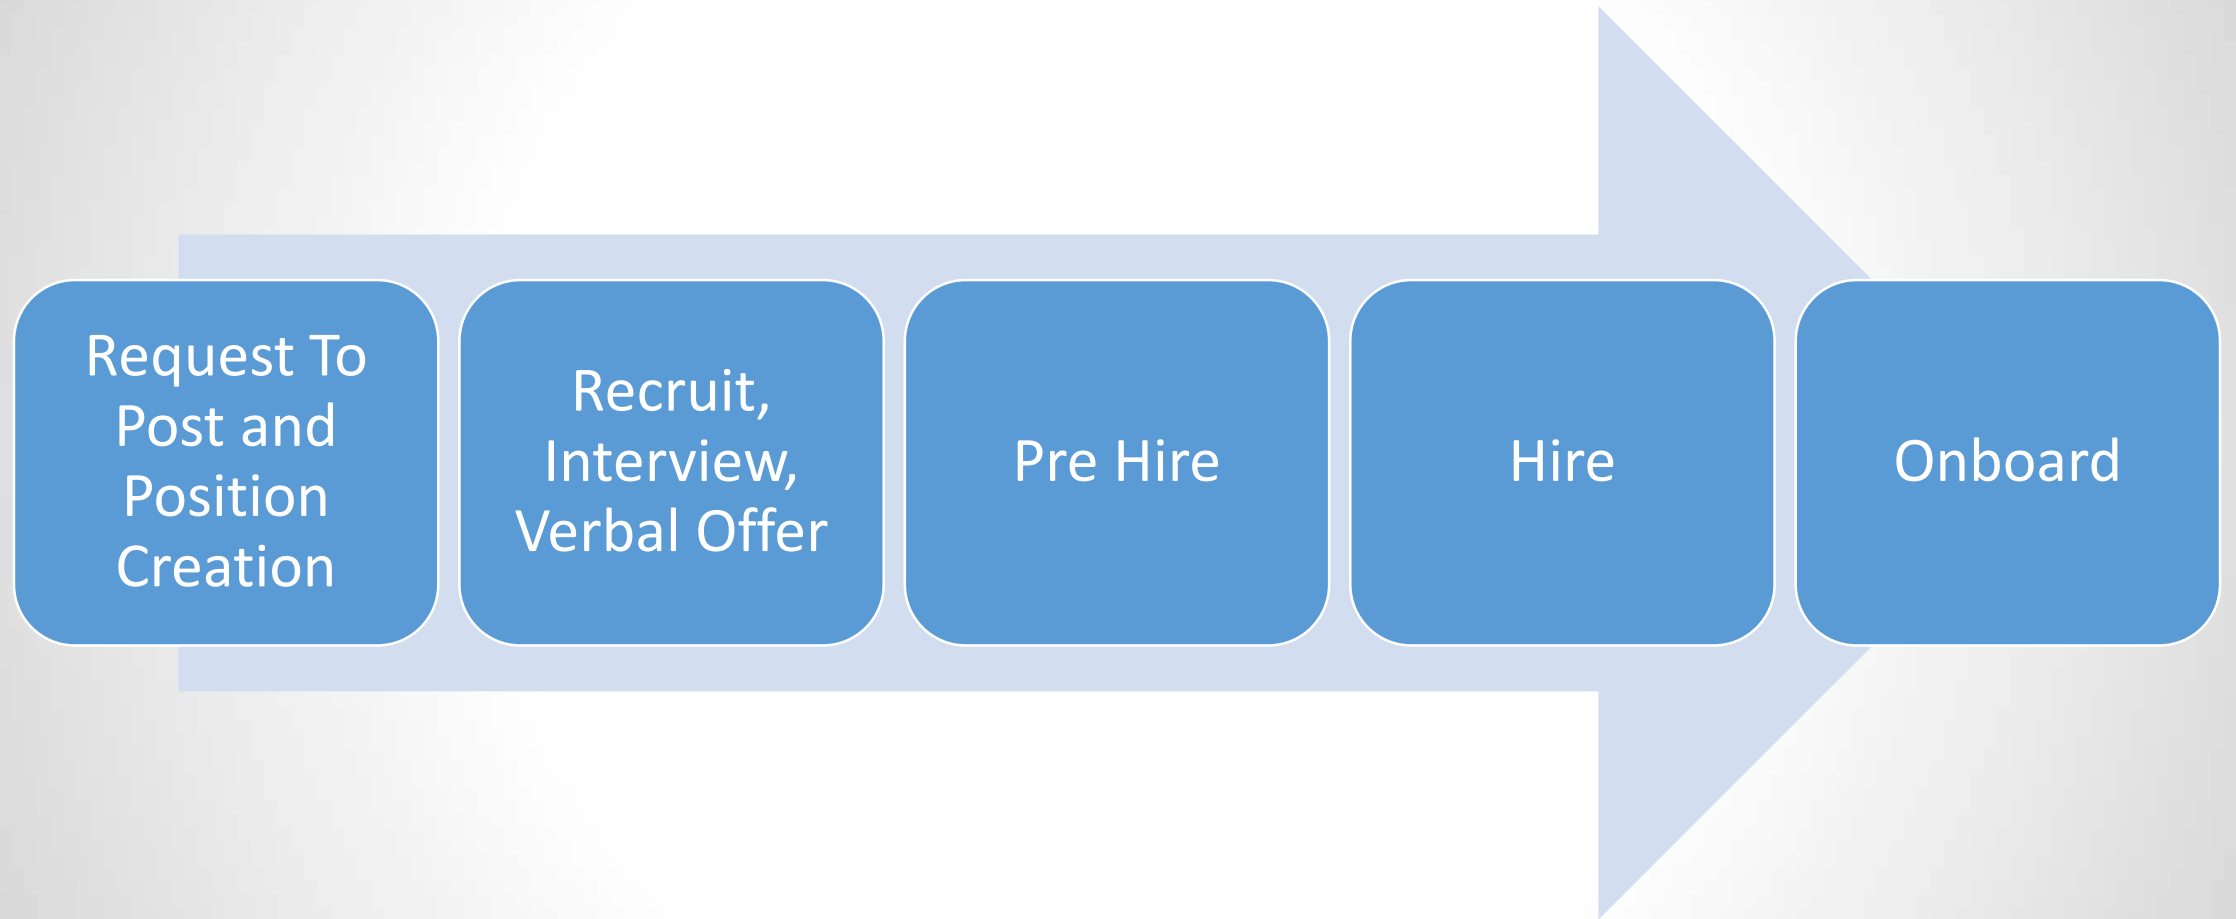 Request To
Post and
Position
Creation
Recruit,
Interview,
Verbal Offer
Pre Hire
Hire
Onboard